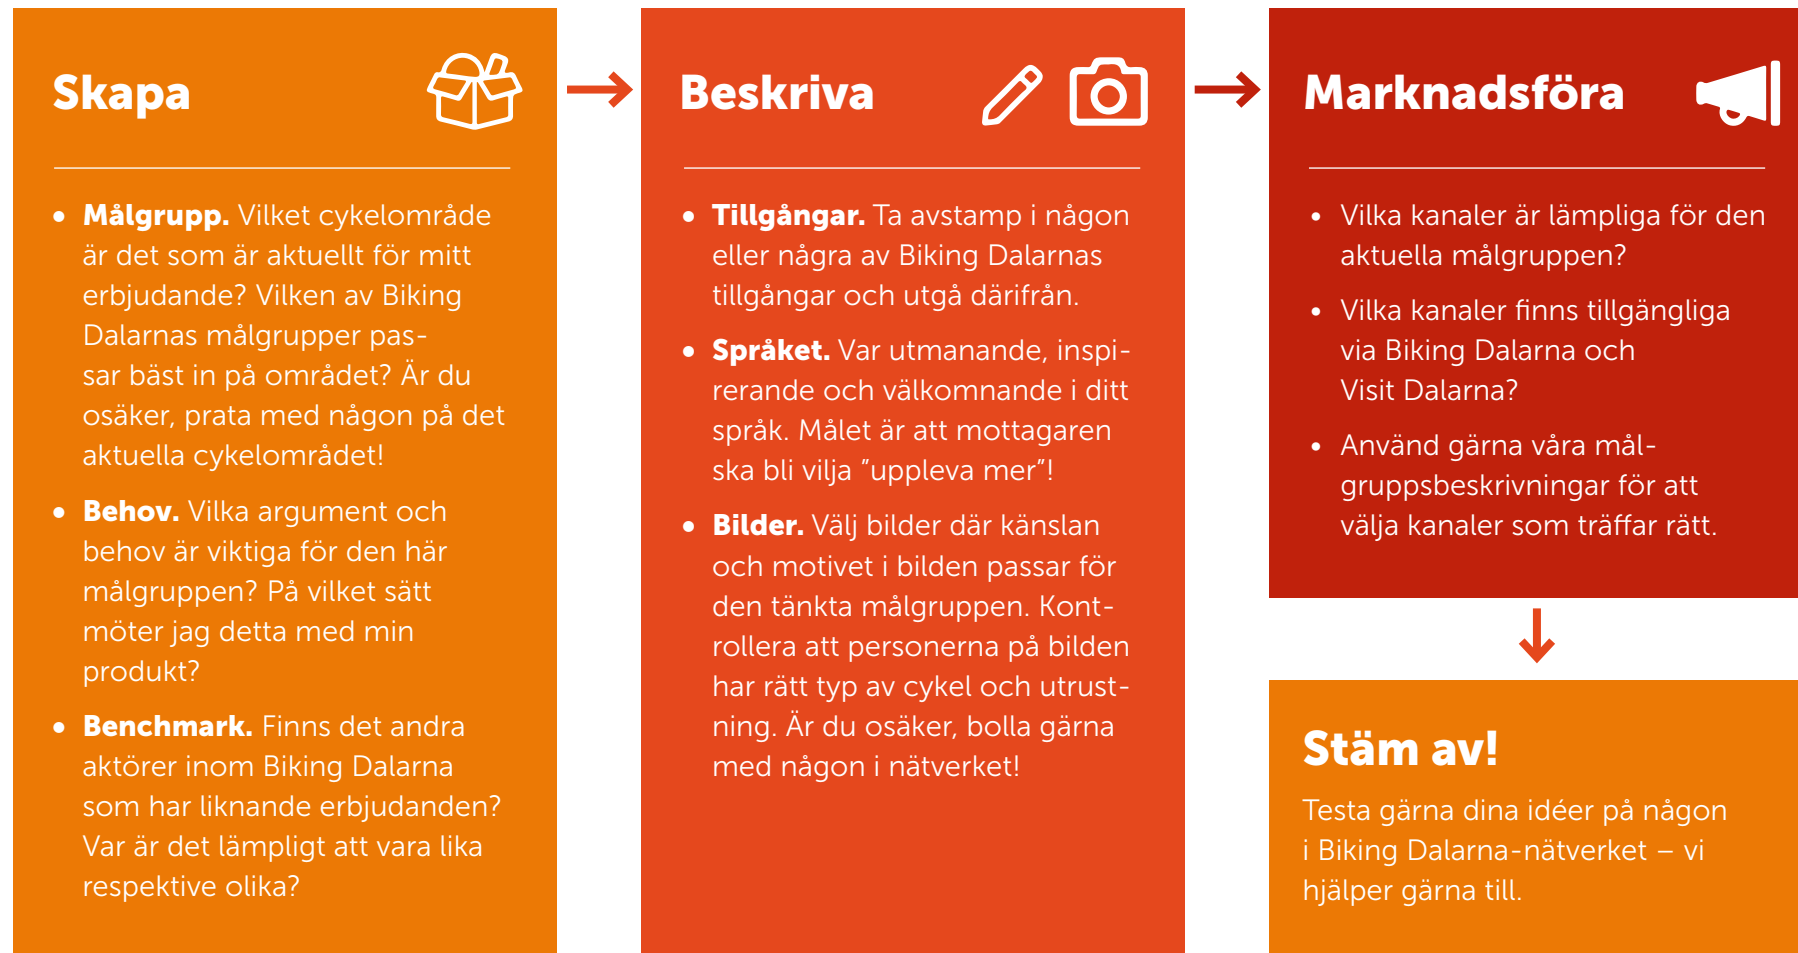 Skapa
• Målgrupp. Vilket cykelområde
är det som är aktuellt för mitt
erbjudande? Vilken av Biking
Dalarnas målgrupper pas-
sar bäst in på området? Är du
osäker, prata med någon på det
aktuella cykelområdet!
• Behov. Vilka argument och
behov är viktiga för den här
målgruppen? På vilket sätt
möter jag detta med min
produkt?
• Benchmark. Finns det andra
aktörer inom Biking Dalarna
som har liknande erbjudanden?
Var är det lämpligt att vara lika
respektive olika?
Beskriva
• Tillgångar. Ta avstamp i någon
eller några av Biking Dalarnas
tillgångar och utgå därifrån.
• Språket. Var utmanande, inspi-
rerande och välkomnande i ditt
språk. Målet är att mottagaren
ska bli vilja ”uppleva mer”!
• Bilder. Välj bilder där känslan
och motivet i bilden passar för
den tänkta målgruppen. Kont-
rollera att personerna på bilden
har rätt typ av cykel och utrust-
ning. Är du osäker, bolla gärna
med någon i nätverket!
Marknadsföra
• Vilka kanaler är lämpliga för den
aktuella målgruppen?
• Vilka kanaler finns tillgängliga
via Biking Dalarna och
Visit Dalarna?
• Använd gärna våra mål-
gruppsbeskrivningar för att
välja kanaler som träffar rätt.
Stäm av!
Testa gärna dina idéer på någon
i Biking Dalarna-nätverket – vi
hjälper gärna till.